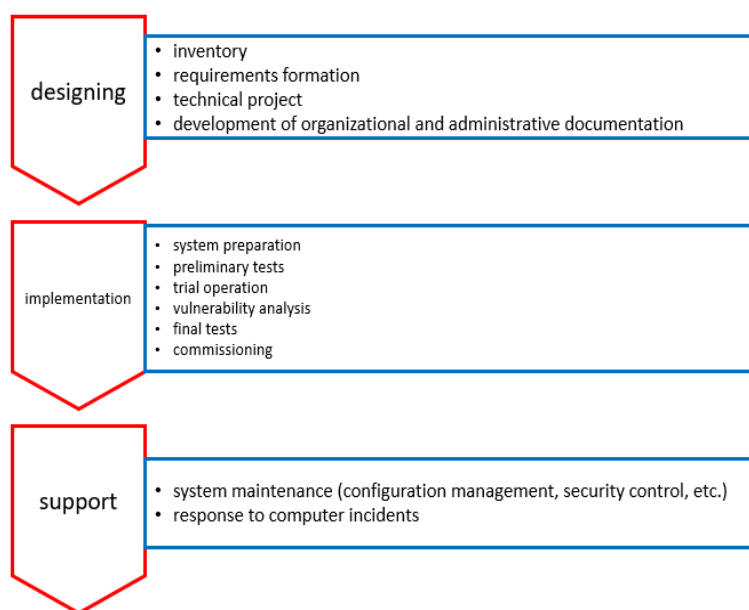 designing
• inventory
• requirements formation
• technical project
• development of organizational and administrative documentation
implementation
• system preparation
• preliminary tests
• trial operation
• vulnerability analysis
• final tests
• commissioning
support
• system maintenance (configuration management, security control, etc.)
• response to computer incidents